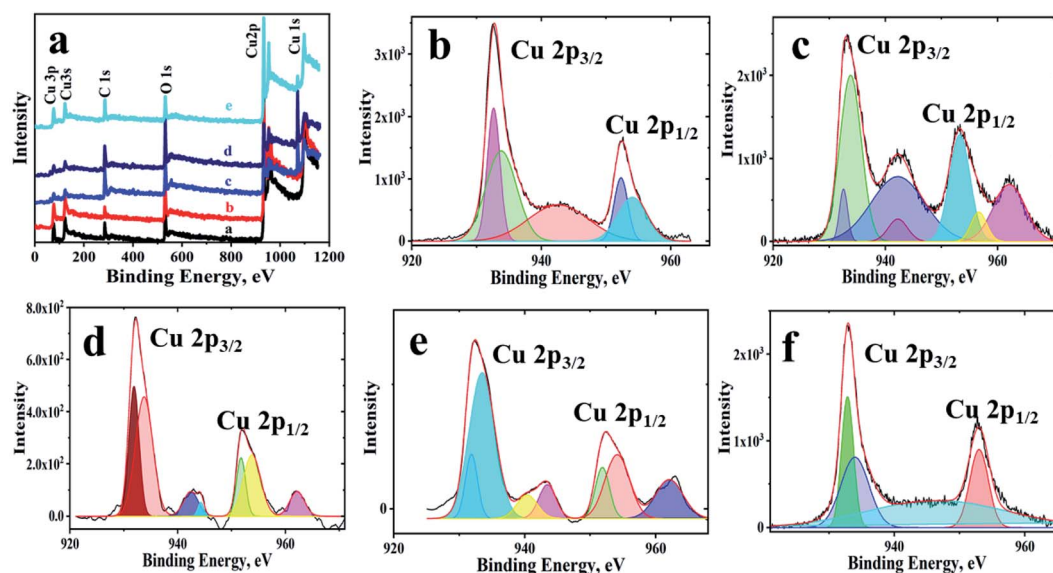 a
Cu 3p
Cu3s
C 1s
O 1s
Cu2p
Cu 1s
e
d
c
b
a
Intensity
0 200 400 600 800 1000 1200
Binding Energy, eV
b
Cu 2p3/2
Cu 2p1/2
3x10³
2x10³
1x10³
0
Intensity
920 940 960
Binding Energy, eV
c
Cu 2p3/2
Cu 2p1/2
2x10³
1x10³
0
Intensity
920 940 960
Binding Energy, eV
d
Cu 2p3/2
Cu 2p1/2
8.0x10²
6.0x10²
4.0x10²
2.0x10²
0.0
Intensity
920 940 960
Binding Energy, eV
e
Cu 2p3/2
Cu 2p1/2
0
Intensity
920 940 960
Binding Energy, eV
f
Cu 2p3/2
Cu 2p1/2
2x10³
1x10³
0
Intensity
940 960
Binding Energy, eV